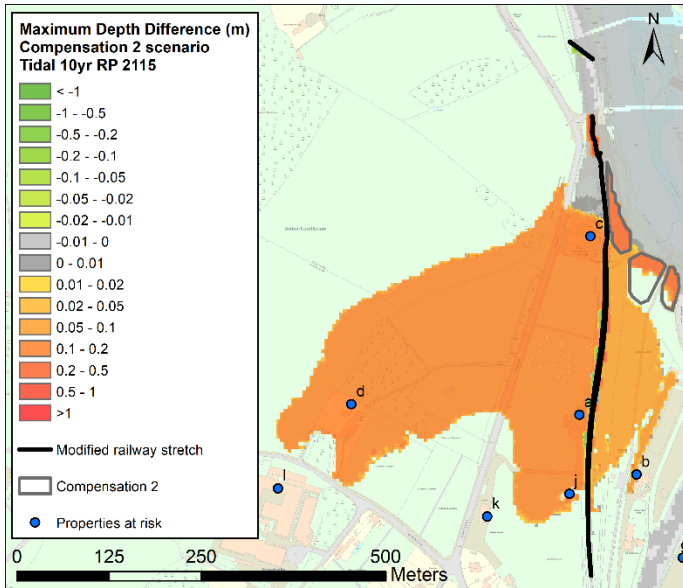 Maximum Depth Difference (m)
Compensation 2 scenario
Tidal 10yr RP 2115
< -1
-1 - -0.5
-0.5 - -0.2
-0.2 - -0.1
-0.1 - -0.05
-0.05 - -0.02
-0.02 - -0.01
-0.01 - 0
0 - 0.01
0.01 - 0.02
0.02 - 0.05
0.05 - 0.1
0.1 - 0.2
0.2 - 0.5
0.5 - 1
>1
Modified railway stretch
Compensation 2
Properties at risk
N
c
d
a
b
l
j
k
0 125 250 500
Meters